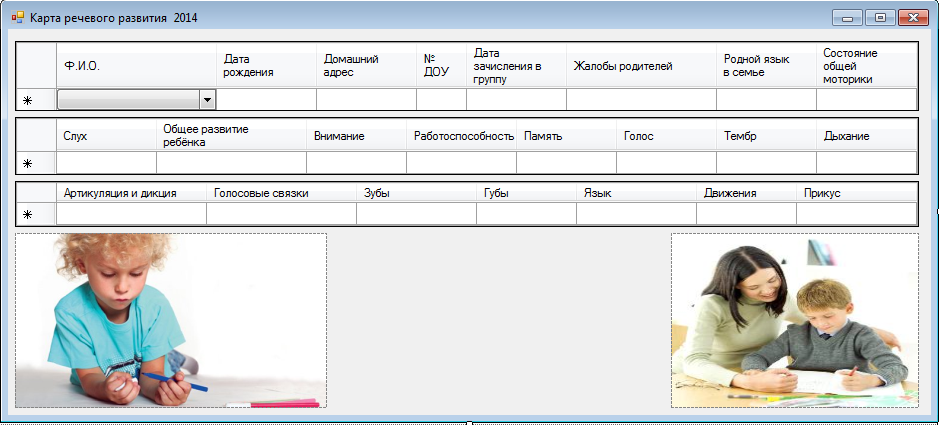 Карта речевого развития 2014
Ф.И.О.
Дата
рождения
Домашний
адрес
№
ДОУ
Дата
зачисления в
группу
Жалобы родителей
Родной язык
в семье
Состояние
общей
моторики
Слух
Общее развитие
ребёнка
Внимание
Работоспособность
Память
Голос
Тембр
Дыхание
Артикуляция и дикция
Голосовые связки
Зубы
Губы
Язык
Движения
Прикус